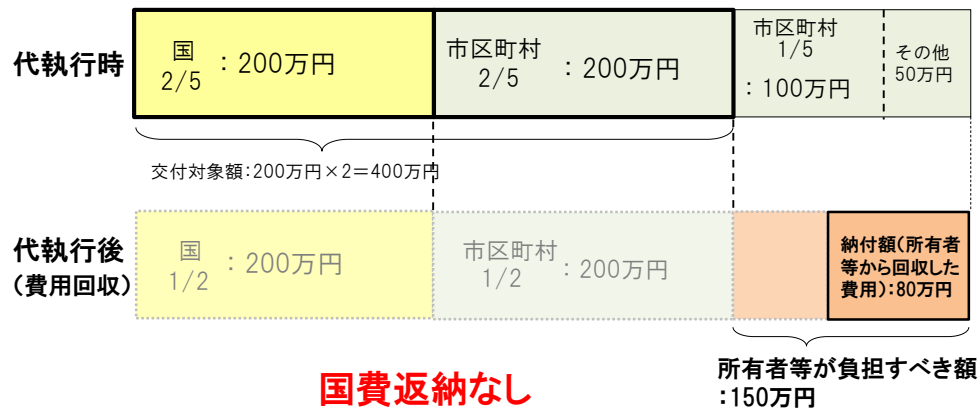 代執行時
国
2/5
:200万円
市区町村
2/5
:200万円
市区町村
1/5
:100万円
その他
50万円
交付対象額:200万円×2=400万円
代執行後
(費用回収)
国
1/2
:200万円
市区町村
1/2
:200万円
納付額(所有者
等から回収した
費用):80万円
国費返納なし
所有者等が負担すべき額
:150万円